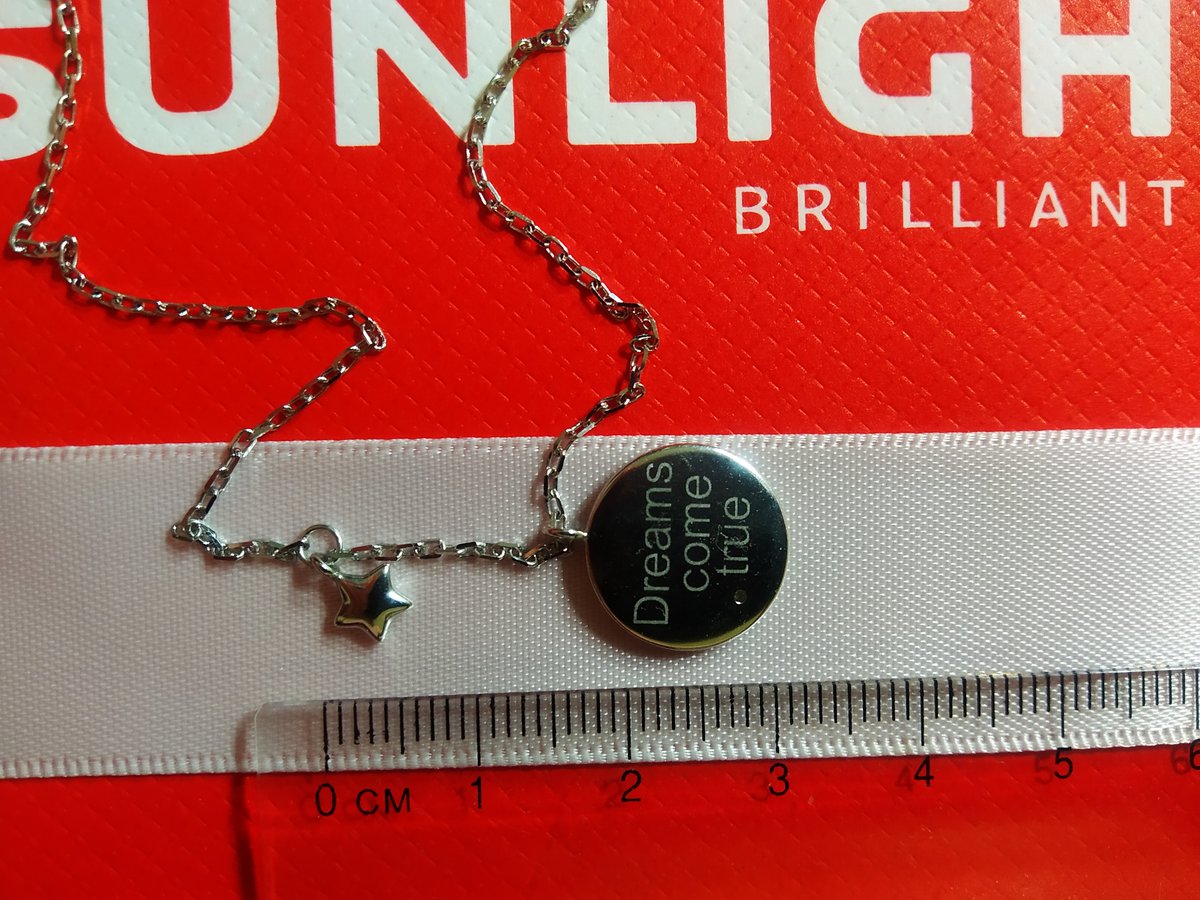 SUNLIGH
BRILLIANT
Dreams
come
true
0 СМ 1 2 3 4 5 6